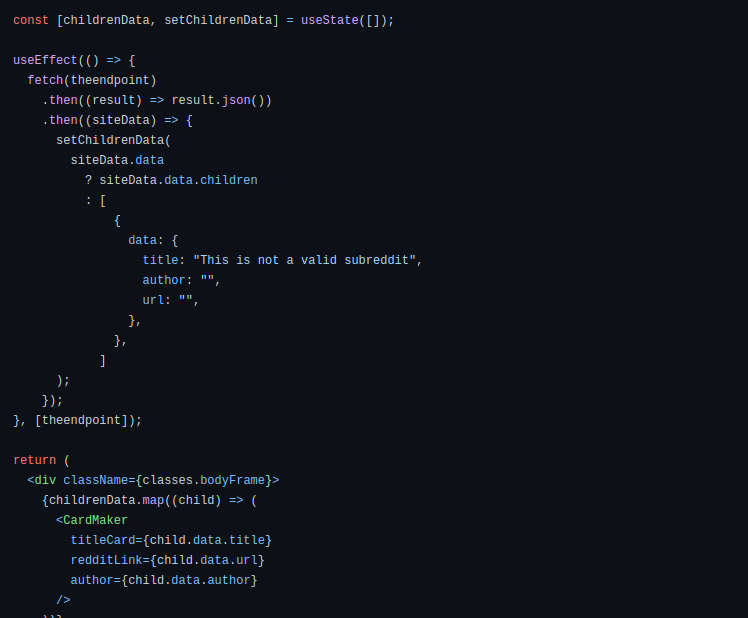 const [childrenData, setChildrenData] = useState([]);

useEffect(() => {
  fetch(theendpoint)
    .then((result) => result.json())
    .then((siteData) => {
      setChildrenData(
        siteData.data
          ? siteData.data.children
          : [
              {
                data: {
                  title: "This is not a valid subreddit",
                  author: "",
                  url: "",
                },
              },
            ]
      );
    });
}, [theendpoint]);

return (
  <div className={classes.bodyFrame}>
    {childrenData.map((child) => (
      <CardMaker
        titleCard={child.data.title}
        redditLink={child.data.url}
        author={child.data.author}
      />
    ))}